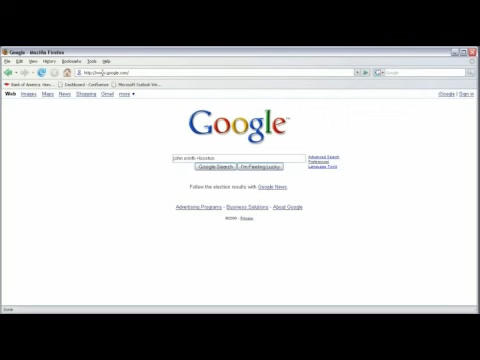 Google - Mozilla Firefox
File Edit View History Bookmarks Tools Help
http://www.google.com/
Google
Bank of America Dashboard - Confluence Microsoft Outlook
Web Images Maps News Shopping Gmail more iGoogle | Sign in
Google
john smith Houston
Advanced Search
Preferences
Language Tools
Google Search I'm Feeling Lucky
Follow the election results with Google News.
Advertising Programs - Business Solutions - About Google
Privacy
Done